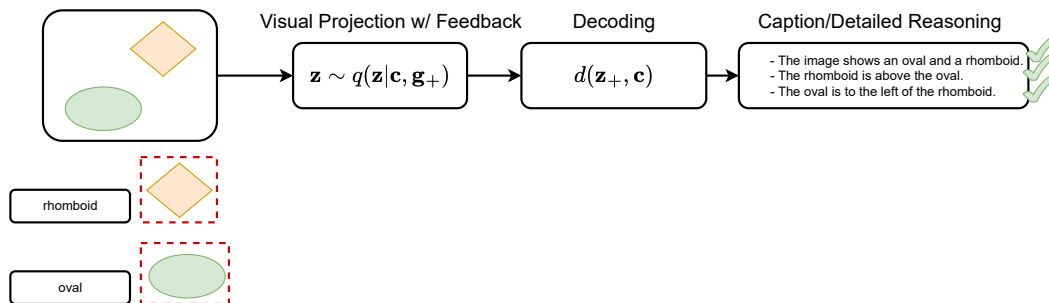 Visual Projection w/ Feedback
Decoding
Caption/Detailed Reasoning
z ∼ q(z|c, g₊)
d(z₊, c)
- The image shows an oval and a rhomboid.
- The rhomboid is above the oval.
- The oval is to the left of the rhomboid.
rhomboid
oval